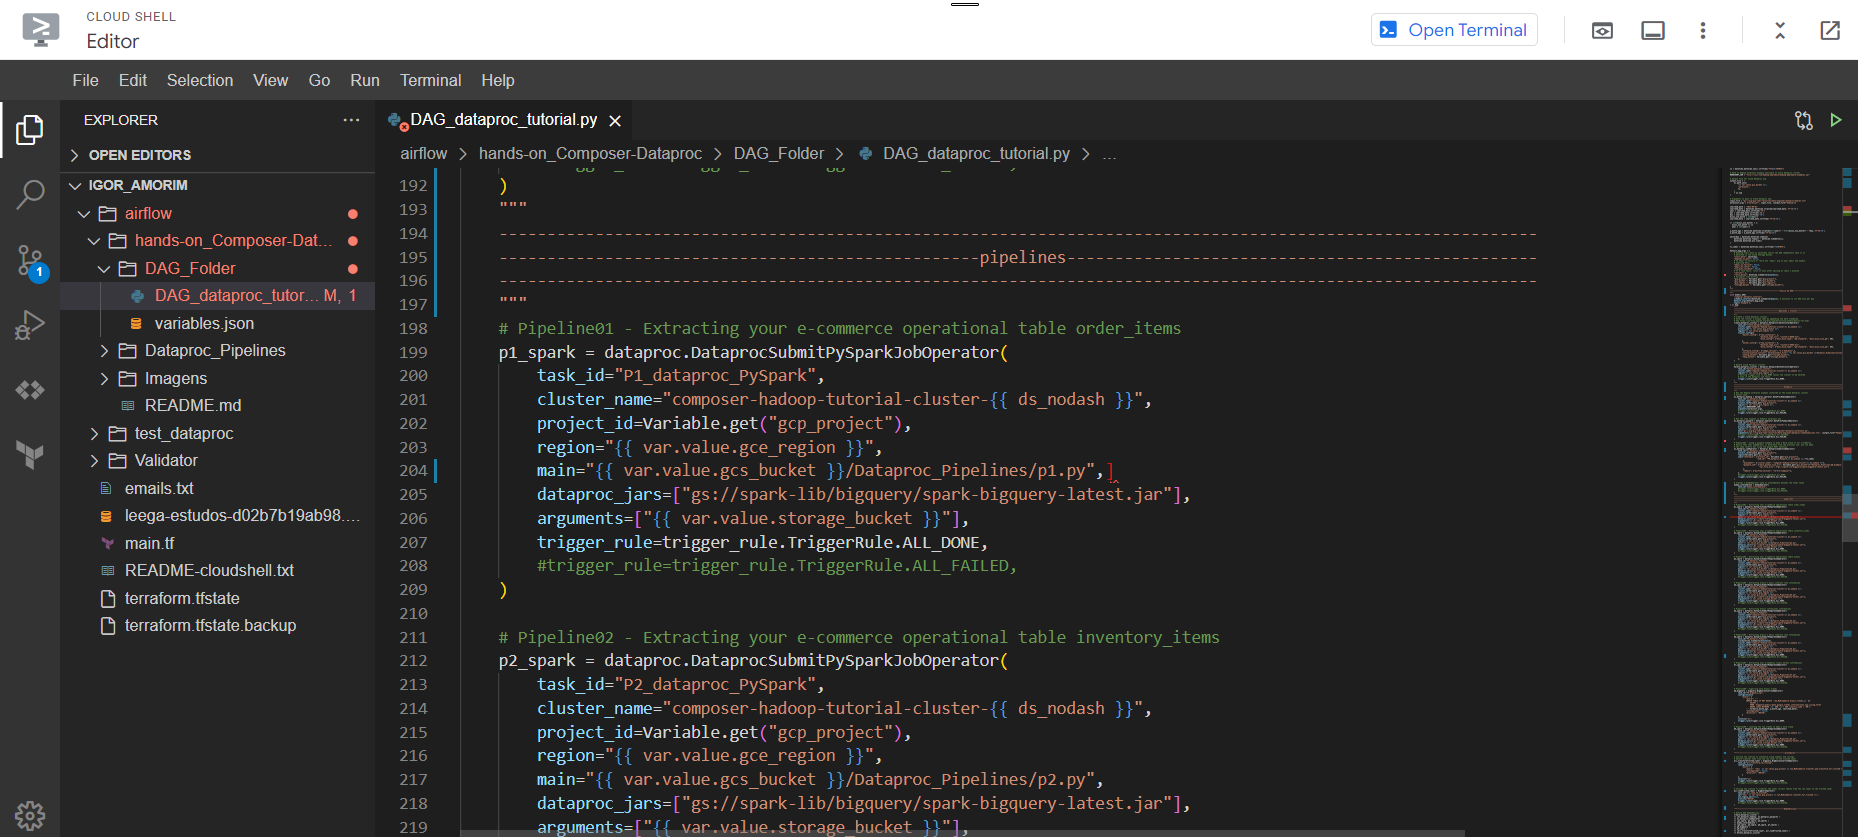 CLOUD SHELL
Editor
Open Terminal
File Edit Selection View Go Run Terminal Help
EXPLORER
OPEN EDITORS
IGOR_AMORIM
airflow
hands-on_Composer-Dat...
DAG_Folder
DAG_dataproc_tutor... M, 1
variables.json
Dataproc_Pipelines
Imagens
README.md
test_dataproc
Validator
emails.txt
leega-estudos-d02b7b19ab98....
main.tf
README-cloudshell.txt
terraform.tfstate
terraform.tfstate.backup
1
DAG_dataproc_tutorial.py
airflow > hands-on_Composer-Dataproc > DAG_Folder > DAG_dataproc_tutorial.py > ...
192 )
193 """
194 ------------------------------------------------------------------------------------------------------------
195 --------------------------------------------------pipelines-------------------------------------------------
196 ------------------------------------------------------------------------------------------------------------
197 """
198 # Pipeline01 - Extracting your e-commerce operational table order_items
199 p1_spark = dataproc.DataprocSubmitPySparkJobOperator(
200 task_id="P1_dataproc_PySpark",
201 cluster_name="composer-hadoop-tutorial-cluster-{{ ds_nodash }}",
202 project_id=Variable.get("gcp_project"),
203 region="{{ var.value.gce_region }}",
204 main="{{ var.value.gcs_bucket }}/Dataproc_Pipelines/p1.py",]
205 dataproc_jars=["gs://spark-lib/bigquery/spark-bigquery-latest.jar"],
206 arguments=["{{ var.value.storage_bucket }}"],
207 trigger_rule=trigger_rule.TriggerRule.ALL_DONE,
208 #trigger_rule=trigger_rule.TriggerRule.ALL_FAILED,
209 )
210
211 # Pipeline02 - Extracting your e-commerce operational table inventory_items
212 p2_spark = dataproc.DataprocSubmitPySparkJobOperator(
213 task_id="P2_dataproc_PySpark",
214 cluster_name="composer-hadoop-tutorial-cluster-{{ ds_nodash }}",
215 project_id=Variable.get("gcp_project"),
216 region="{{ var.value.gce_region }}",
217 main="{{ var.value.gcs_bucket }}/Dataproc_Pipelines/p2.py",
218 dataproc_jars=["gs://spark-lib/bigquery/spark-bigquery-latest.jar"],
219 arguments=["{{ var.value.storage_bucket }}"],